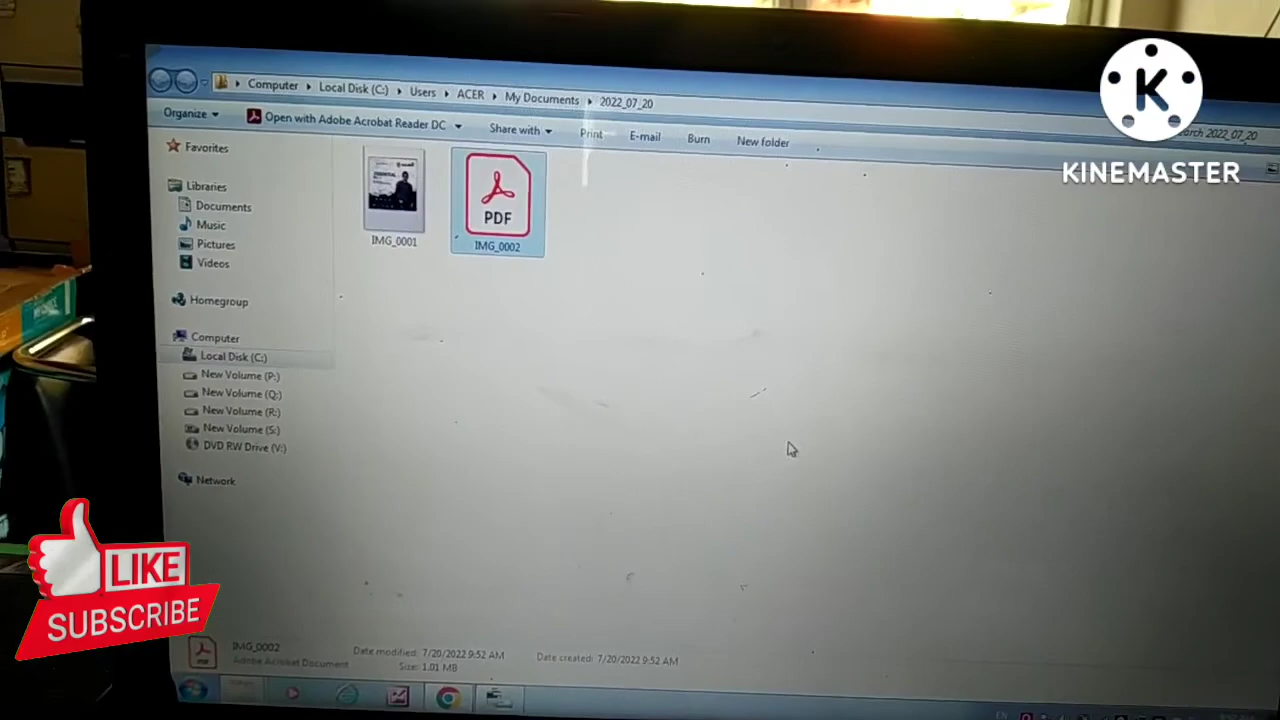 Computer Local Disk (C:) Users ACER My Documents 2022_07_20
2022_07_20
Organize Open with Adobe Acrobat Reader DC Share with Print E-mail Burn New folder
K
KINEMASTER
Favorites
Libraries
Documents
Music
Pictures
Videos
Homegroup
Computer
Local Disk (C:)
New Volume (P:)
New Volume (Q:)
New Volume (R:)
New Volume (S:)
DVD RW Drive (V:)
Network
PDF
IMG_0001
IMG_0002
LIKE
SUBSCRIBE
PDF
IMG_0002 Date modified: 7/20/2022 9:52 AM Date created: 7/20/2022 9:52 AM
Adobe Acrobat Document Size: 1.01 MB
EN